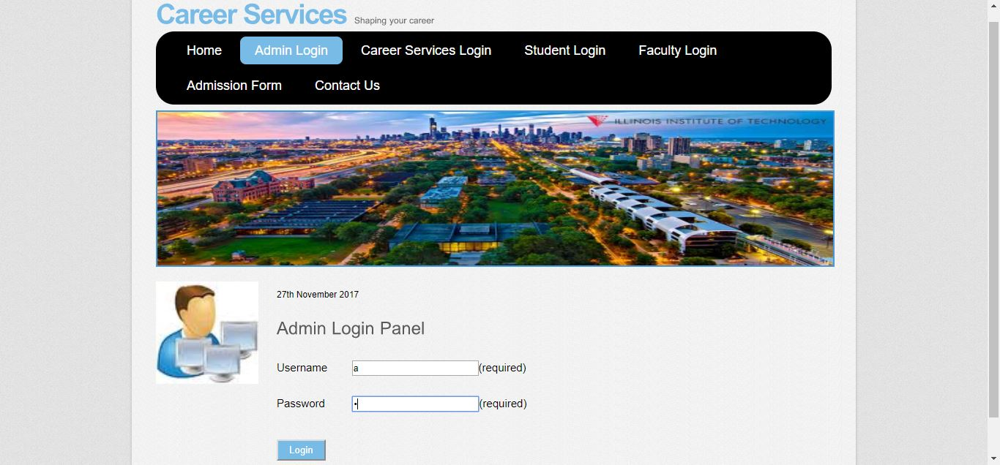 Career Services Shaping your career
Home Admin Login Career Services Login Student Login Faculty Login
Admission Form Contact Us
ILLINOIS INSTITUTE OF TECHNOLOGY
27th November 2017
Admin Login Panel
Username a (required)
Password • (required)
Login